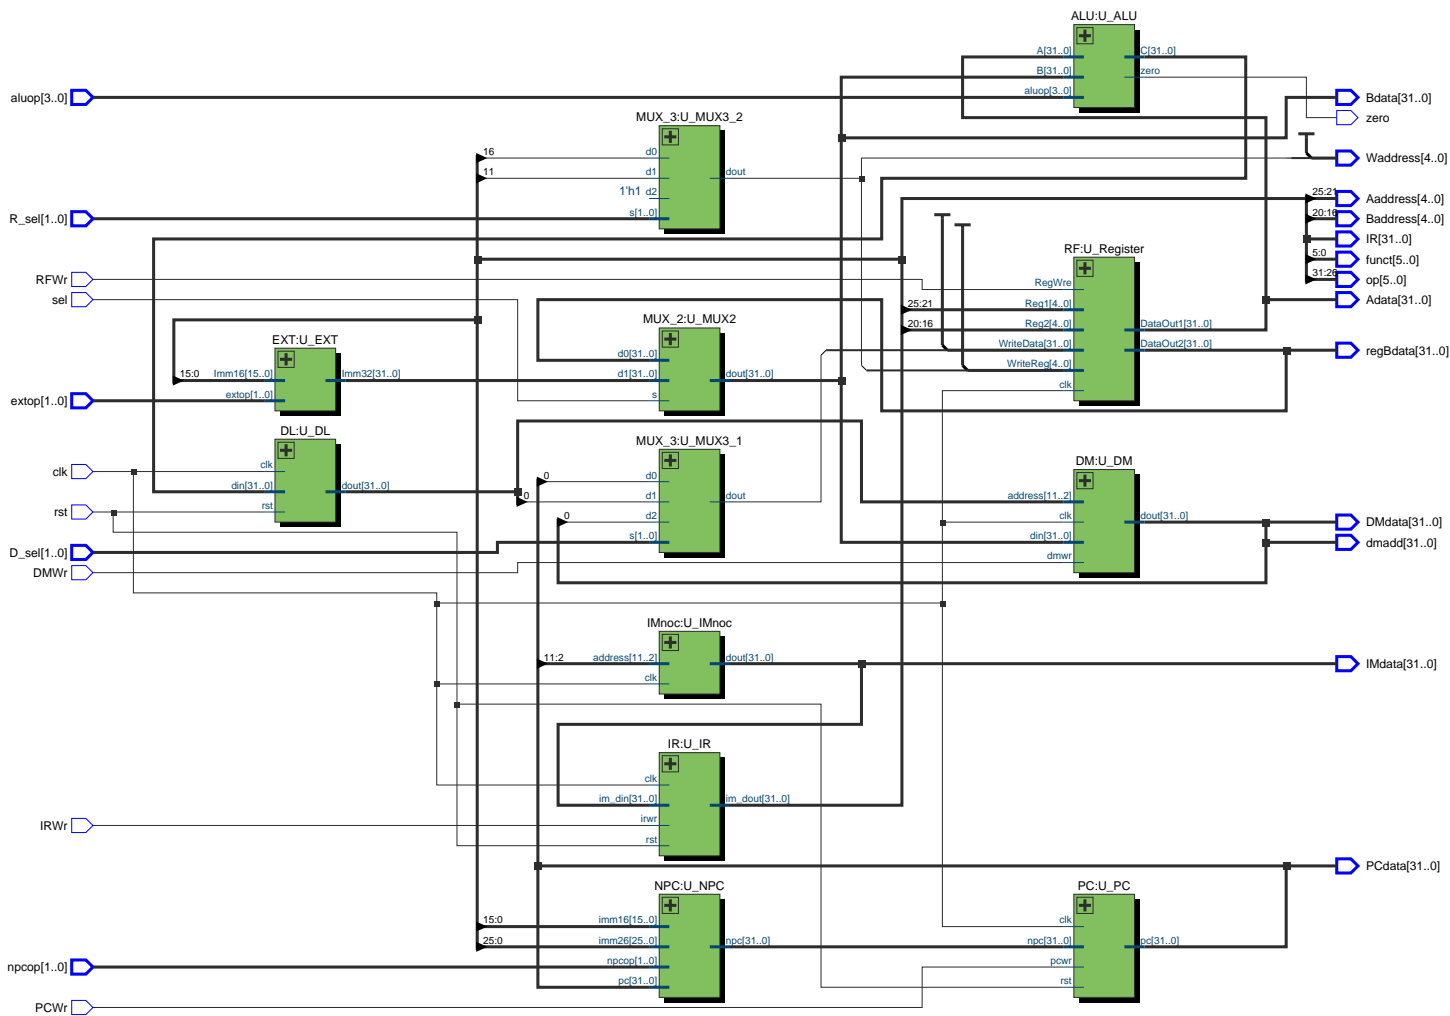 ALU:U_ALU
A[31..0]
C[31..0]
B[31..0]
zero
aluop[3..0]
aluop[3..0]
Bdata[31..0]
zero
MUX_3:U_MUX3_2
16
d0
11
d1
dout
1'h1
d2
R_sel[1..0]
s[1..0]
Waddress[4..0]
25:21
Aaddress[4..0]
20:16
Baddress[4..0]
IR[31..0]
5:0
funct[5..0]
31:26
op[5..0]
Adata[31..0]
RF:U_Register
RFWr
RegWre
sel
25:21
Reg1[4..0]
20:16
Reg2[4..0]
DataOut1[31..0]
WriteData[31..0]
DataOut2[31..0]
WriteReg[4..0]
clk
regBdata[31..0]
MUX_2:U_MUX2
d0[31..0]
d1[31..0]
dout[31..0]
s
EXT:U_EXT
15:0
Imm16[15..0]
Imm32[31..0]
extop[1..0]
extop[1..0]
DL:U_DL
clk
clk
din[31..0]
dout[31..0]
rst
rst
MUX_3:U_MUX3_1
0
d0
0
d1
dout
0
d2
s[1..0]
D_sel[1..0]
DMWr
DM:U_DM
address[11..2]
clk
dout[31..0]
din[31..0]
dmwr
DMdata[31..0]
dmadd[31..0]
IMnoc:U_IMnoc
11:2
address[11..2]
dout[31..0]
clk
IMdata[31..0]
IR:U_IR
clk
im_din[31..0]
im_dout[31..0]
IRWr
irwr
rst
PCdata[31..0]
NPC:U_NPC
15:0
imm16[15..0]
25:0
imm26[25..0]
npc[31..0]
npcop[1..0]
npcop[1..0]
pc[31..0]
PCWr
PC:U_PC
clk
npc[31..0]
pc[31..0]
pcwr
rst